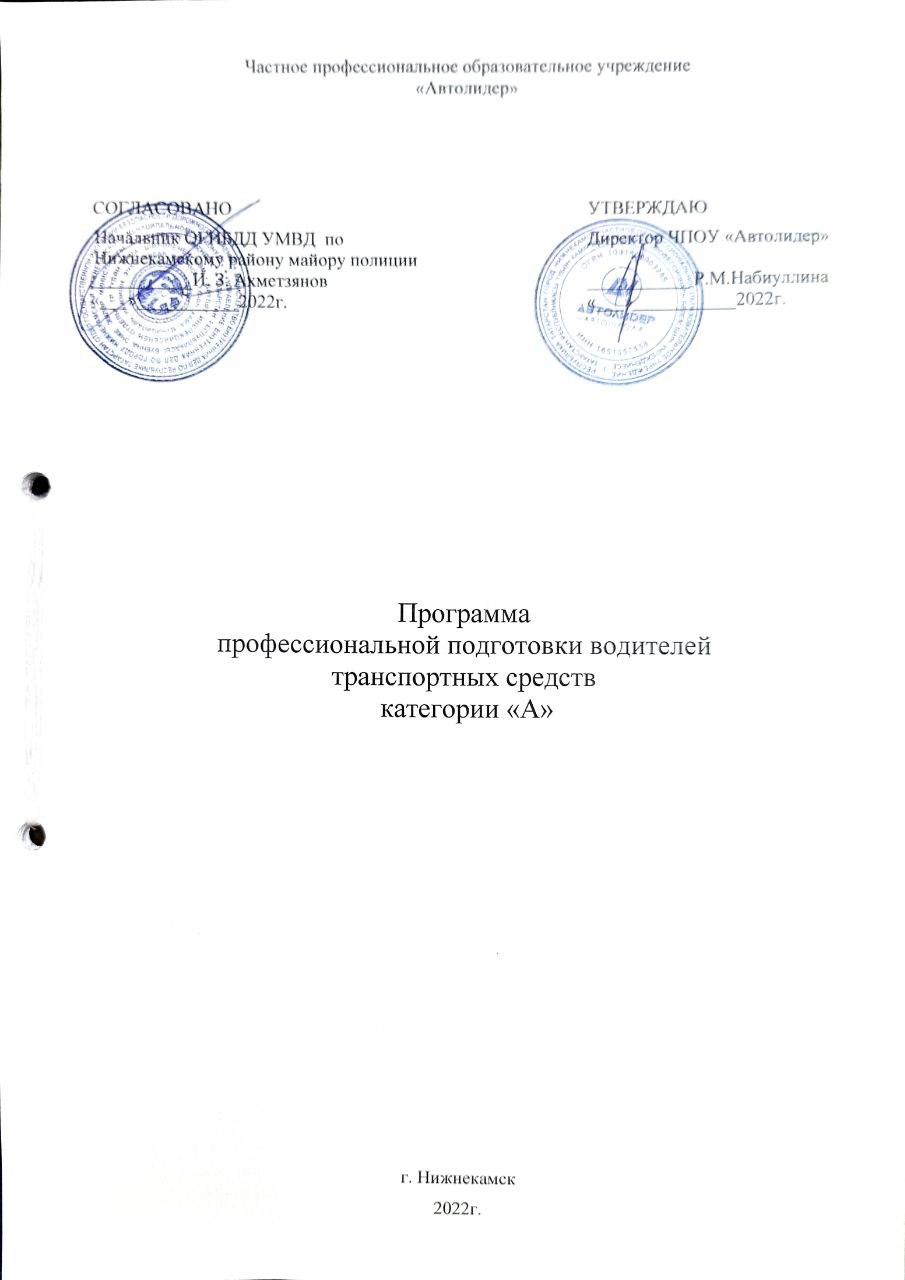 Частное профессиональное образовательное учреждение
«Автолидер»
СОГЛАСОВАНО
Начальник ОГИБДД УМВД по
Нижнекамскому району майору полиции
И. З. Ахметзянов
2022г.
УТВЕРЖДАЮ
Директор ЧПОУ «Автолидер»
Р.М.Набиуллина
«
2022г.
АВТОЛИДЕР
Программа
профессиональной подготовки водителей
транспортных средств
категории «А»
г. Нижнекамск
2022г.